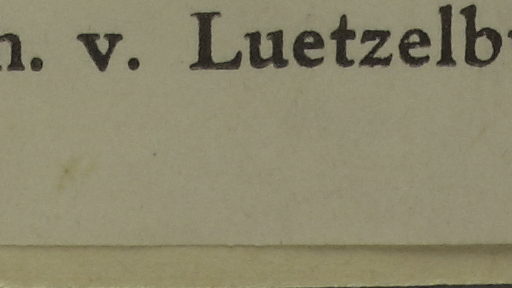 n. v. Luetzelb